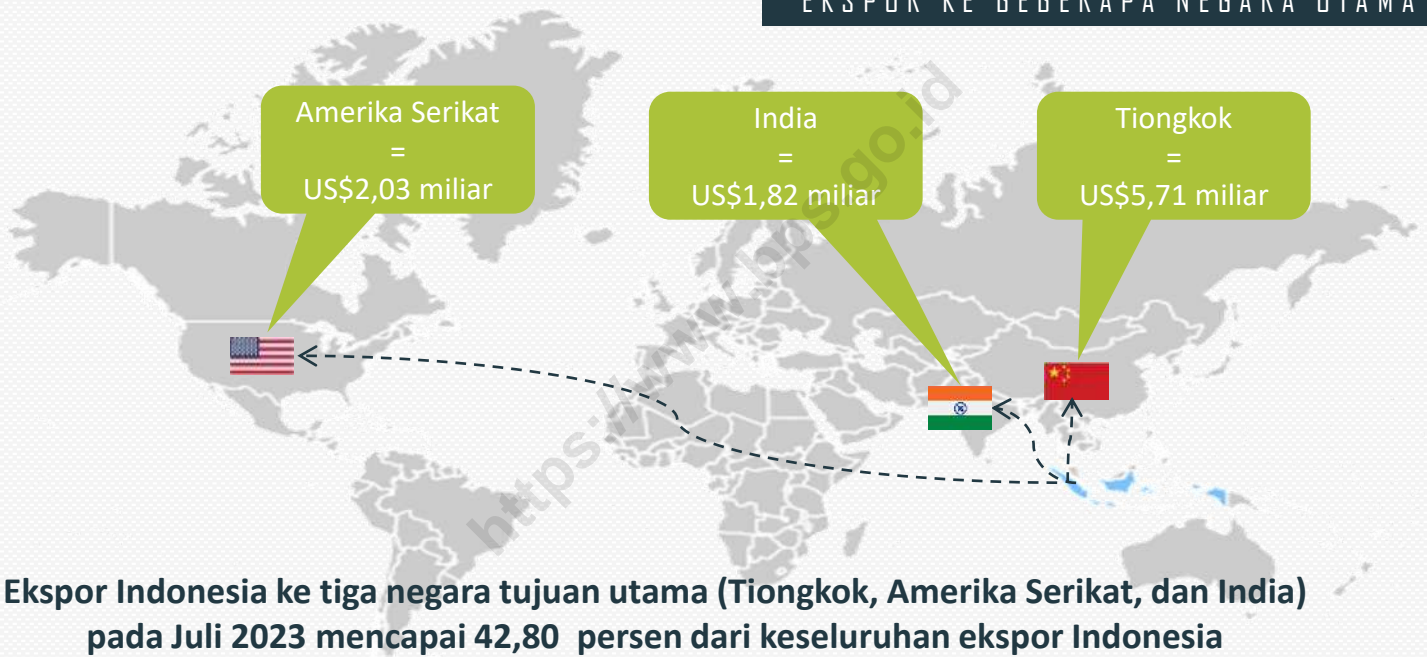 EKSPOR KE BEBERAPA NEGARA UTAMA
Amerika Serikat
=
US$2,03 miliar
India
=
US$1,82 miliar
Tiongkok
=
US$5,71 miliar
https://www.bps.go.id
Ekspor Indonesia ke tiga negara tujuan utama (Tiongkok, Amerika Serikat, dan India)
pada Juli 2023 mencapai 42,80 persen dari keseluruhan ekspor Indonesia